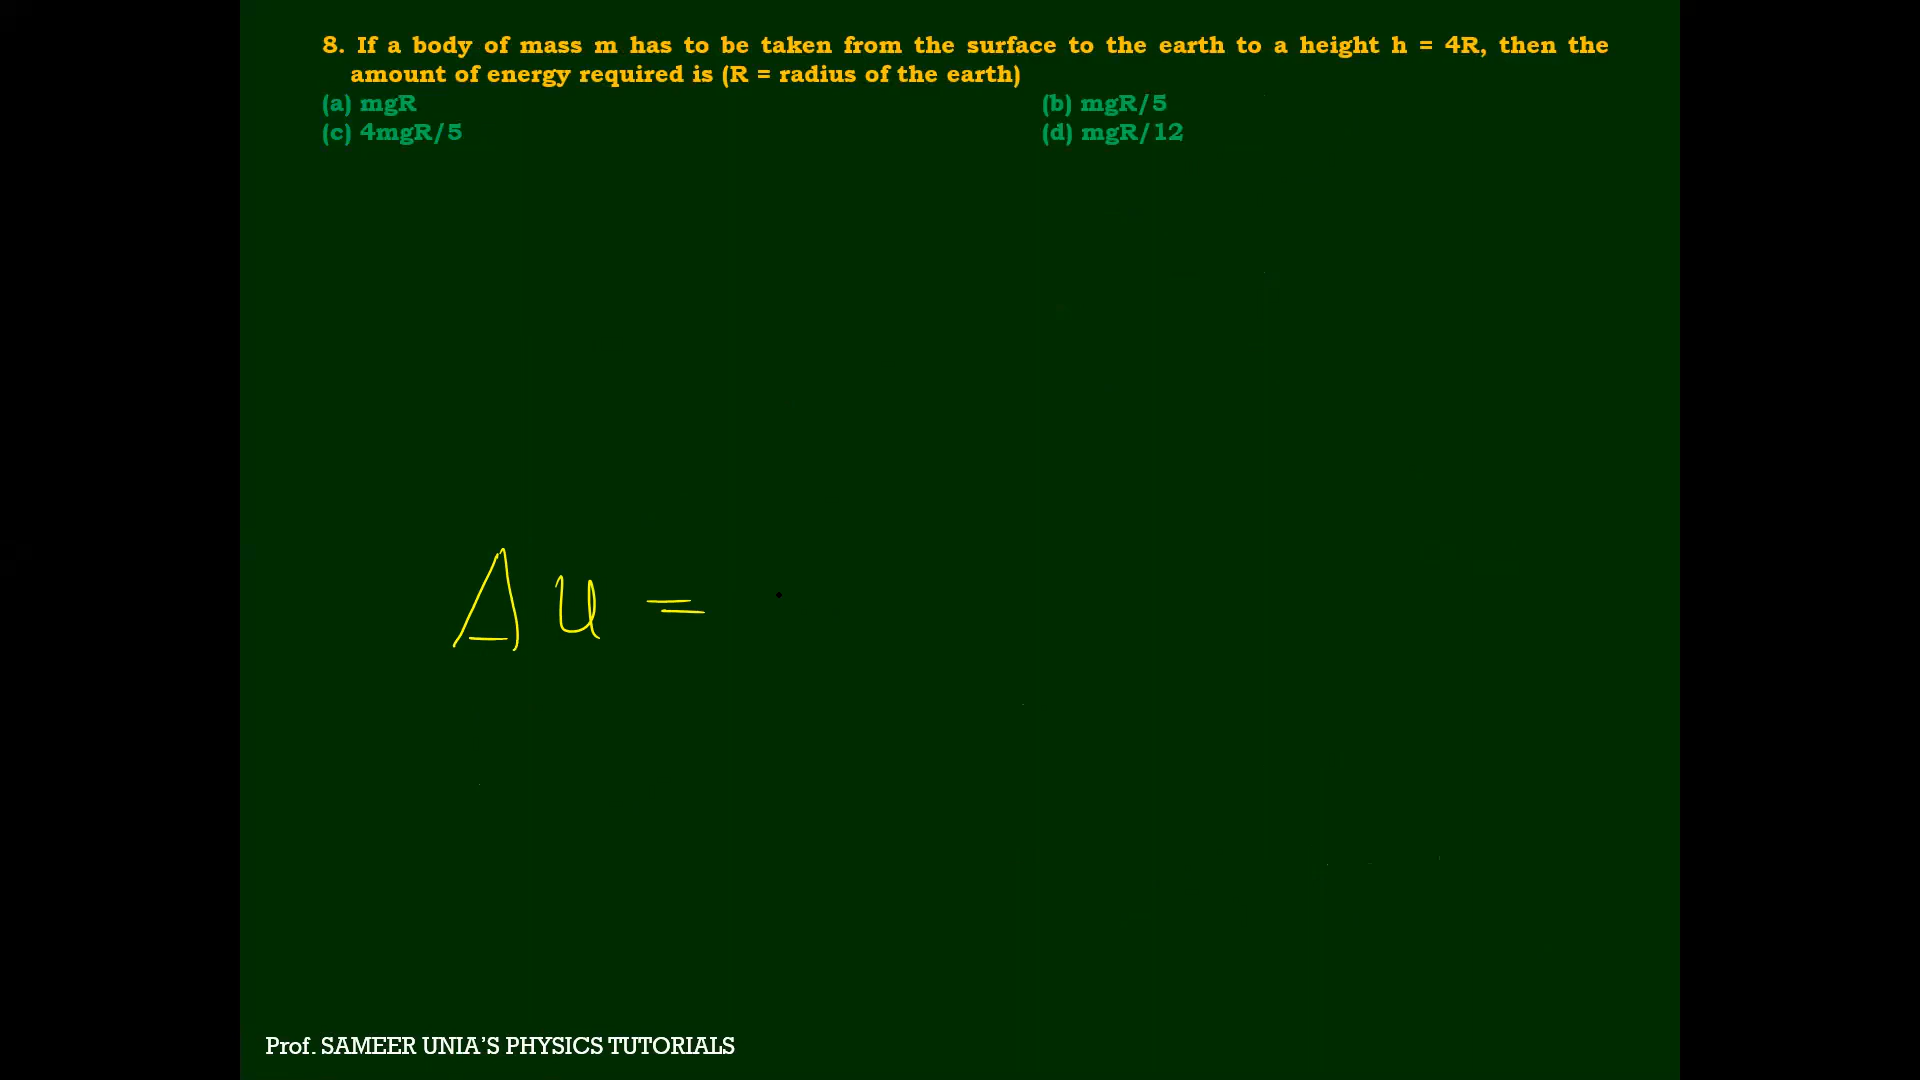 8. If a body of mass m has to be taken from the surface to the earth to a height h = 4R, then the
amount of energy required is (R = radius of the earth)
(a) mgR (b) mgR/5
(c) 4mgR/5 (d) mgR/12
Δ u =
Prof. SAMEER UNIA’S PHYSICS TUTORIALS